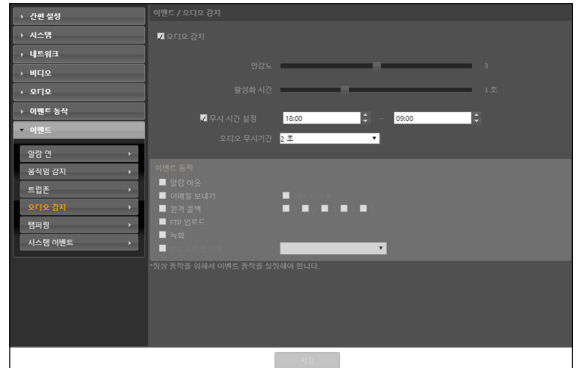 간편 설정
시스템
네트워크
비디오
오디오
이벤트 동작
이벤트
알람 인
움직임 감지
트립존
오디오 감지
탬퍼링
시스템 이벤트
이벤트 / 오디오 감지
오디오 감지
민감도 3
활성화 시간 1 초
무시 시간 설정 18:00 - 09:00
오디오 무시기간 2 초
이벤트 동작
알람 아웃
이메일 보내기
원격 콜백
FTP 업로드
녹화
*정상 동작을 위해서 이벤트 동작을 설정해야 합니다.
저장